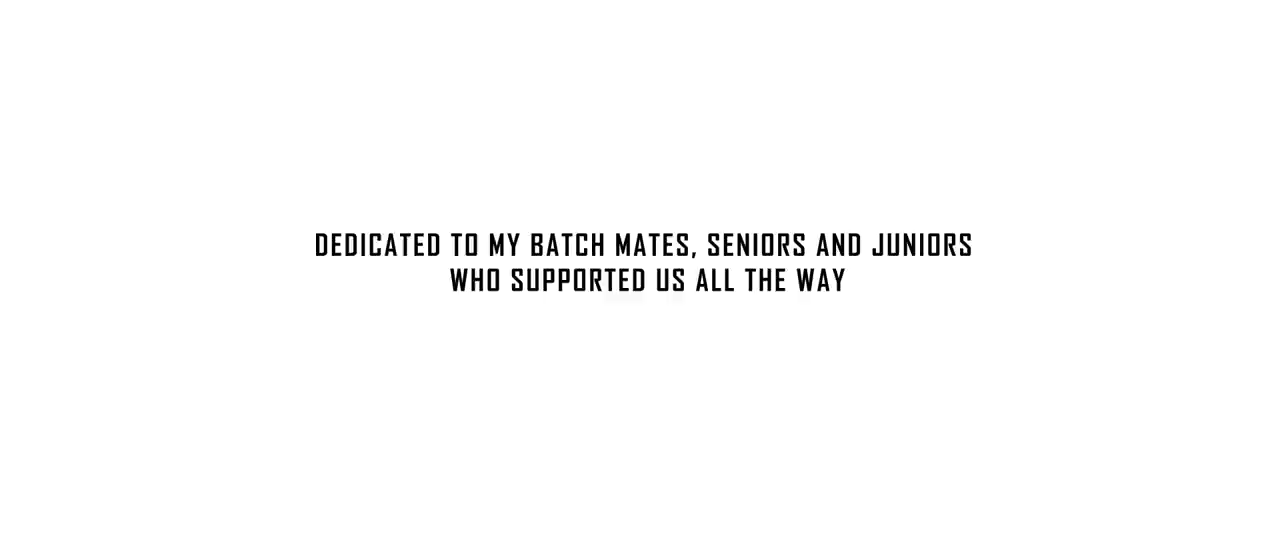 DEDICATED TO MY BATCH MATES, SENIORS AND JUNIORS
WHO SUPPORTED US ALL THE WAY